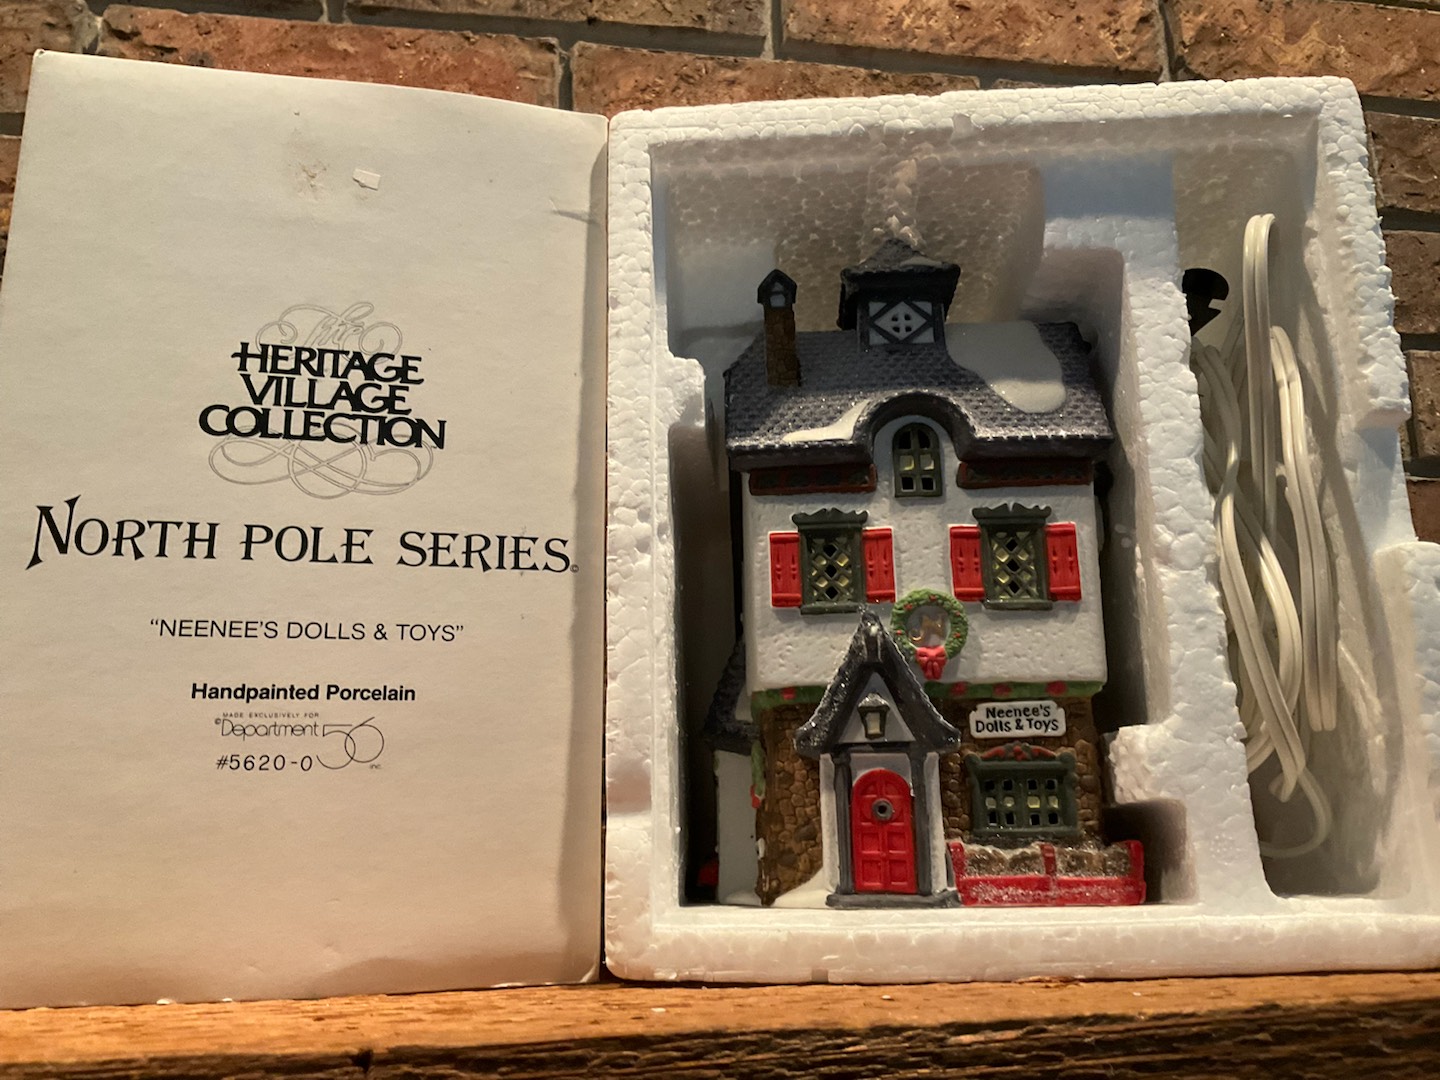 The
HERITAGE
VILLAGE
COLLECTION
NORTH POLE SERIES©
"NEENEE'S DOLLS & TOYS"
Handpainted Porcelain
MADE EXCLUSIVELY FOR
©Department 56 INC.
#5620-0
Neenee's
Dolls & Toys